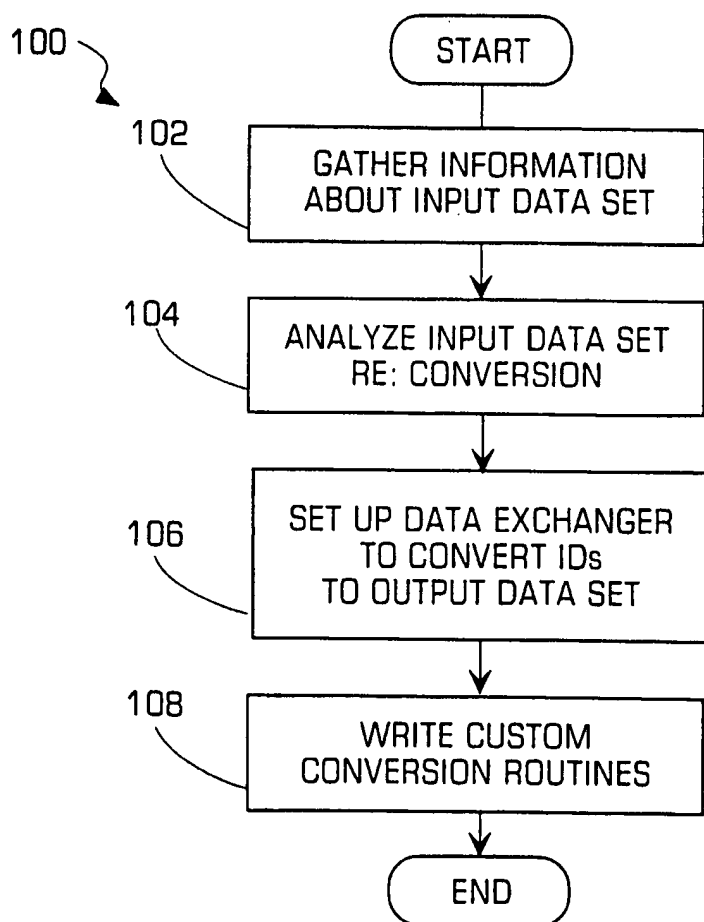 100
START
102
GATHER INFORMATION
ABOUT INPUT DATA SET
104
ANALYZE INPUT DATA SET
RE: CONVERSION
106
SET UP DATA EXCHANGER
TO CONVERT IDs
TO OUTPUT DATA SET
108
WRITE CUSTOM
CONVERSION ROUTINES
END